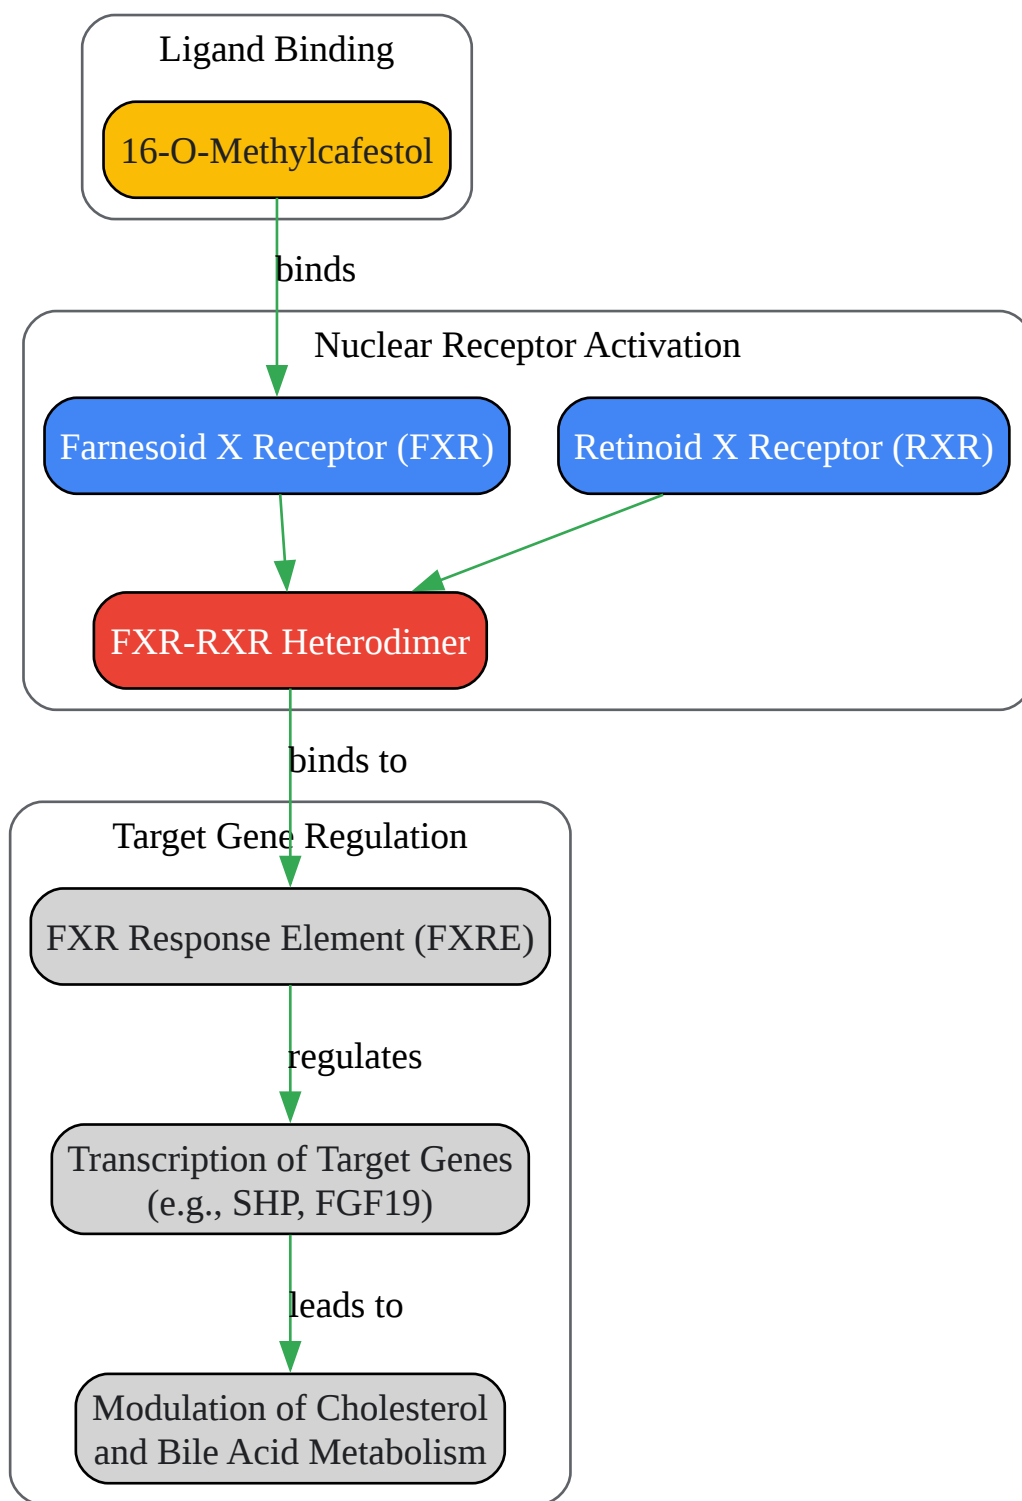 Ligand Binding
16-O-Methylcafestol
binds
Nuclear Receptor Activation
Farnesoid X Receptor (FXR)
Retinoid X Receptor (RXR)
FXR-RXR Heterodimer
binds to
Target Gene Regulation
FXR Response Element (FXRE)
regulates
Transcription of Target Genes
(e.g., SHP, FGF19)
leads to
Modulation of Cholesterol
and Bile Acid Metabolism